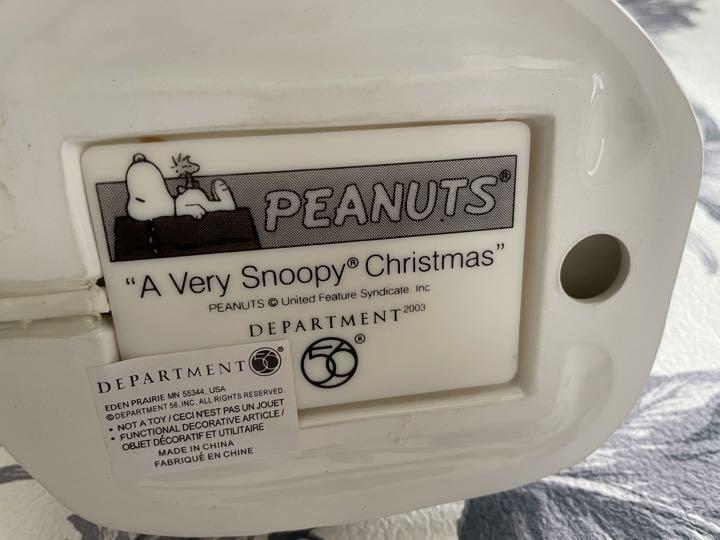 PEANUTS®
"A Very Snoopy® Christmas"
PEANUTS © United Feature Syndicate Inc
DEPARTMENT 2003
56®
DEPARTMENT 56®
EDEN PRAIRIE MN 55344, USA
©DEPARTMENT 56, INC. ALL RIGHTS RESERVED.
• NOT A TOY / CECI N'EST PAS UN JOUET
• FUNCTIONAL DECORATIVE ARTICLE /
OBJET DÉCORATIF ET UTILITAIRE
MADE IN CHINA
FABRIQUÉ EN CHINE